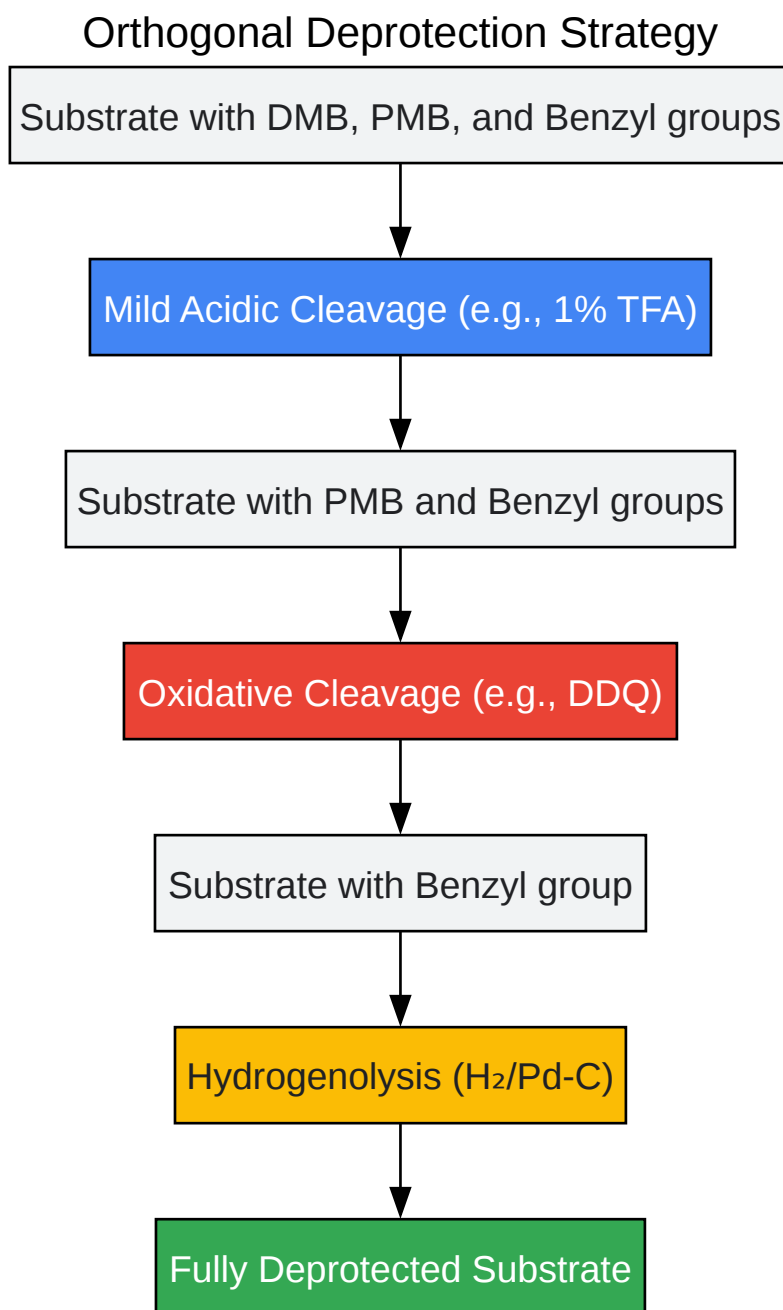 Orthogonal Deprotection Strategy
Substrate with DMB, PMB, and Benzyl groups
Mild Acidic Cleavage (e.g., 1% TFA)
Substrate with PMB and Benzyl groups
Oxidative Cleavage (e.g., DDQ)
Substrate with Benzyl group
Hydrogenolysis (H₂/Pd-C)
Fully Deprotected Substrate